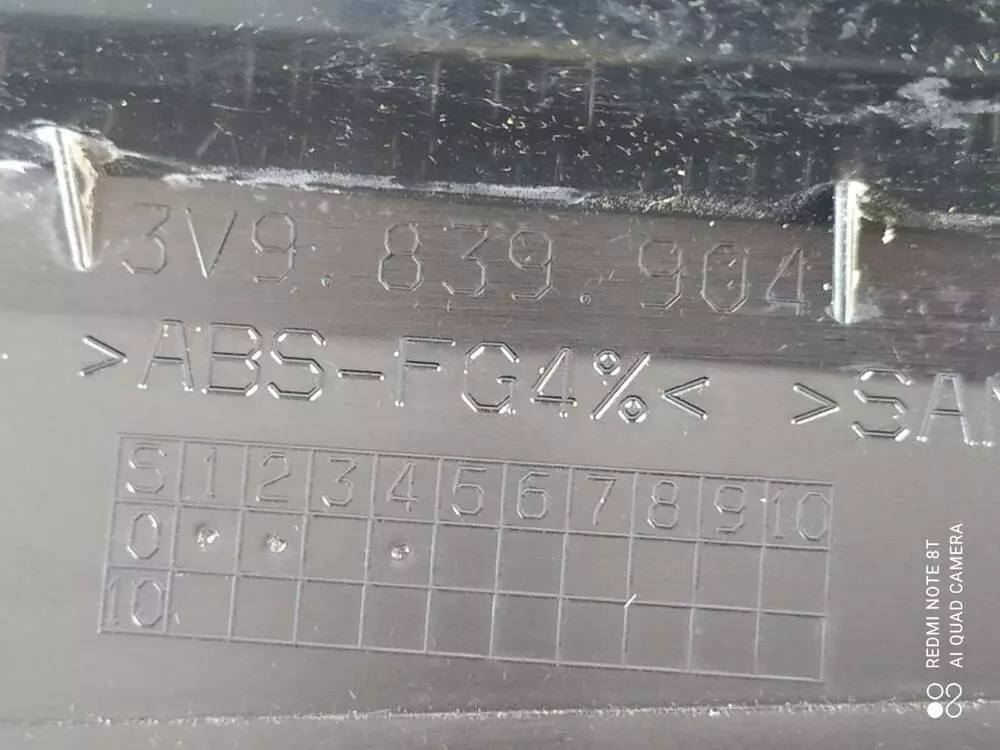 3V9.839.904
>ABS-FG4%< >SAN
S 1 2 3 4 5 6 7 8 9 10
0
10
REDMI NOTE 8T
AI QUAD CAMERA